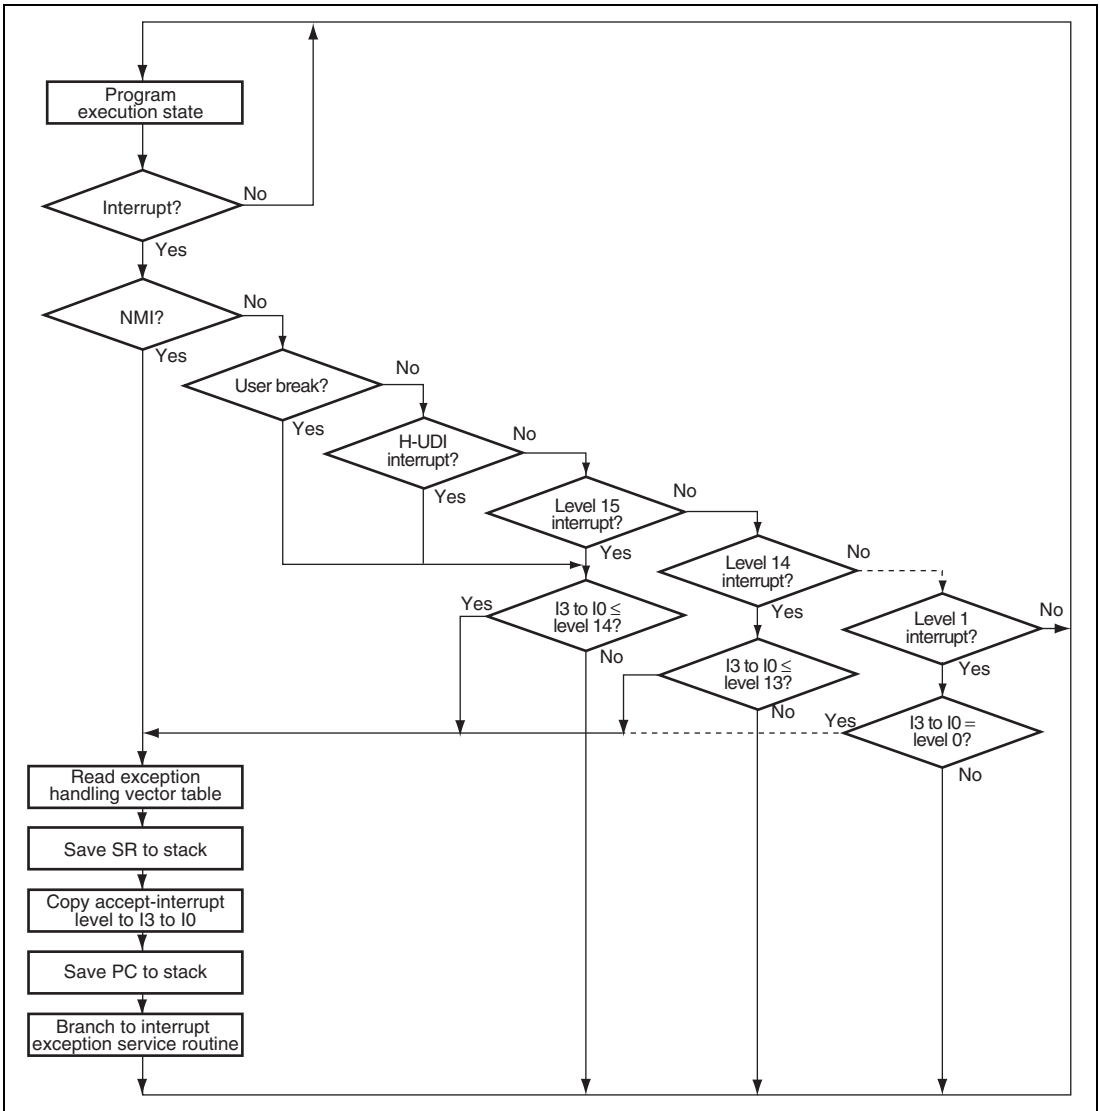 Program
execution state
Interrupt?
No
Yes
NMI?
No
Yes
User break?
No
Yes
H-UDI
interrupt?
No
Yes
Level 15
interrupt?
No
Yes
Level 14
interrupt?
No
Yes
Level 1
interrupt?
No
Yes
I3 to I0 ≦
level 14?
Yes
No
I3 to I0 ≦
level 13?
No
I3 to I0 =
level 0?
Yes
No
Read exception
handling vector table
Save SR to stack
Copy accept-interrupt
level to I3 to I0
Save PC to stack
Branch to interrupt
exception service routine